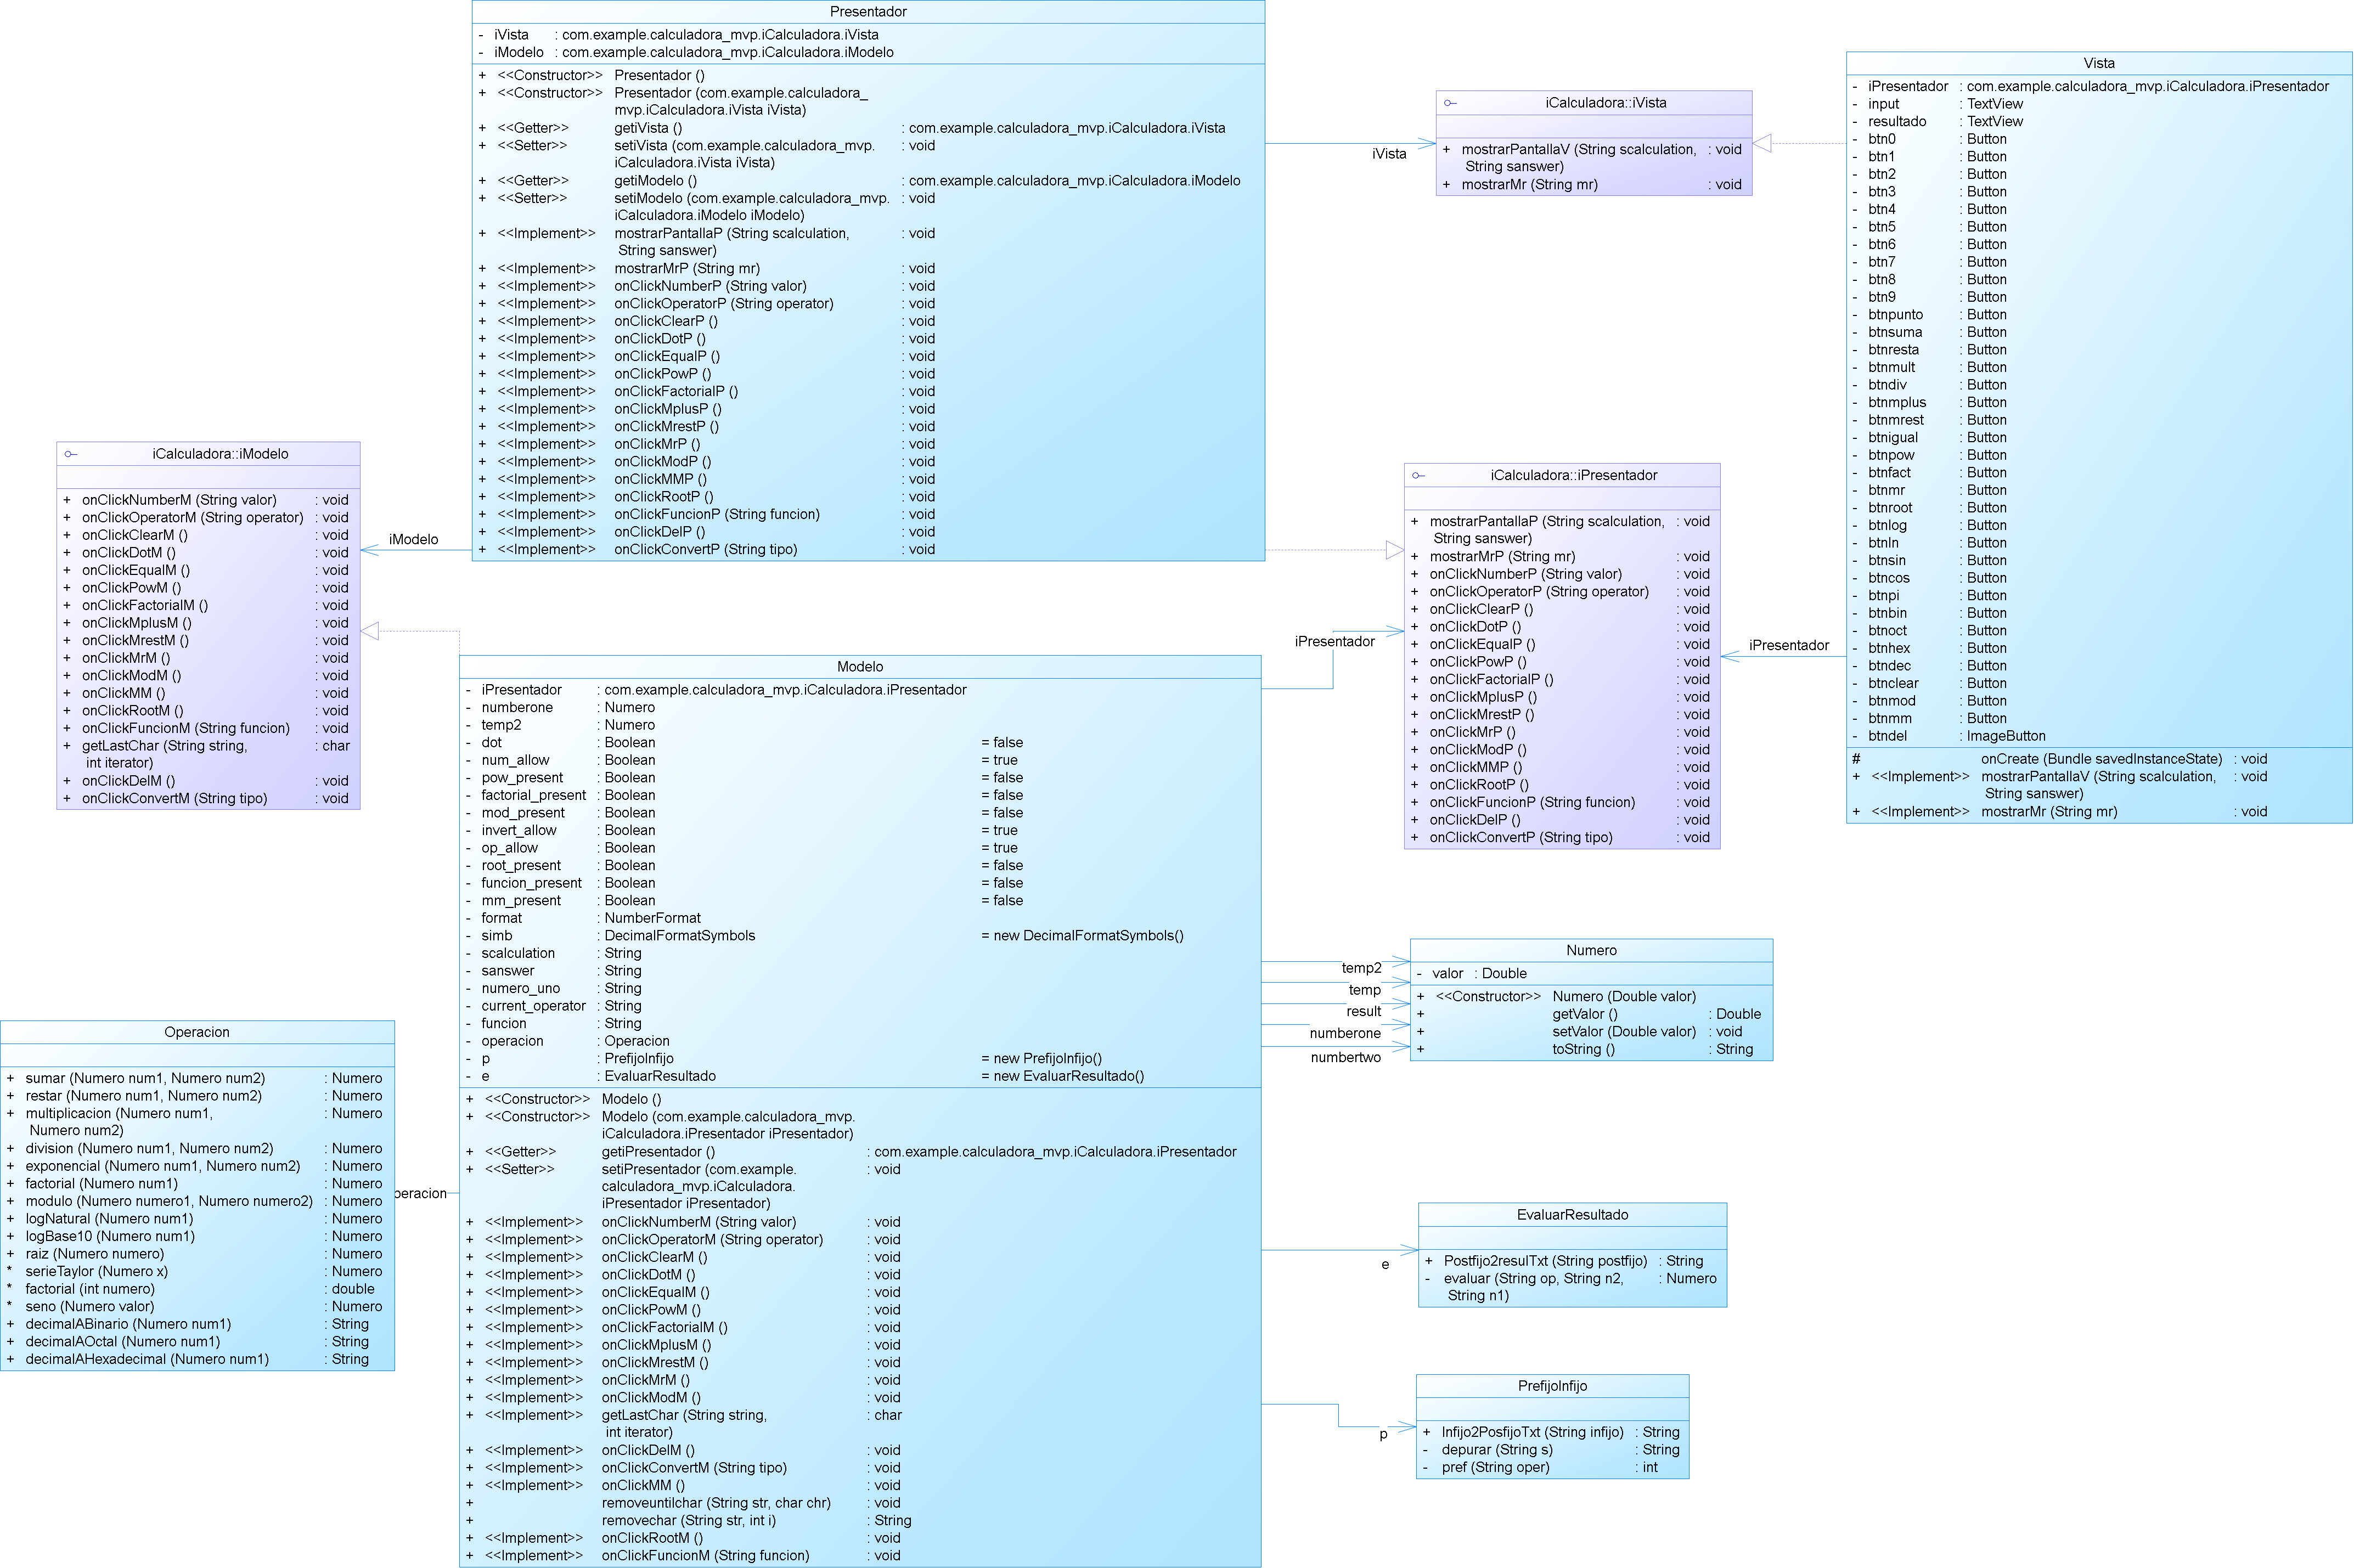 Presentador
- iVista : com.example.calculadora_mvp.iCalculadora.iVista
- iModelo : com.example.calculadora_mvp.iCalculadora.iModelo
+ <<Constructor>> Presentador ()
+ <<Constructor>> Presentador (com.example.calculadora_
mvp.iCalculadora.iVista iVista)
+ <<Getter>> getiVista () : com.example.calculadora_mvp.iCalculadora.iVista
+ <<Setter>> setiVista (com.example.calculadora_mvp. : void
iCalculadora.iVista iVista)
+ <<Getter>> getiModelo () : com.example.calculadora_mvp.iCalculadora.iModelo
+ <<Setter>> setiModelo (com.example.calculadora_mvp. : void
iCalculadora.iModelo iModelo)
+ <<Implement>> mostrarPantallaP (String scalculation, : void
String sanswer)
+ <<Implement>> mostrarMrP (String mr) : void
+ <<Implement>> onClickNumberP (String valor) : void
+ <<Implement>> onClickOperatorP (String operator) : void
+ <<Implement>> onClickClearP () : void
+ <<Implement>> onClickDotP () : void
+ <<Implement>> onClickEqualP () : void
+ <<Implement>> onClickPowP () : void
+ <<Implement>> onClickFactorialP () : void
+ <<Implement>> onClickMplusP () : void
+ <<Implement>> onClickMrestP () : void
+ <<Implement>> onClickMrP () : void
+ <<Implement>> onClickModP () : void
+ <<Implement>> onClickMMP () : void
+ <<Implement>> onClickRootP () : void
+ <<Implement>> onClickFuncionP (String funcion) : void
+ <<Implement>> onClickDelP () : void
+ <<Implement>> onClickConvertP (String tipo) : void
iVista
iCalculadora::iVista
+ mostrarPantallaV (String scalculation, : void
String sanswer)
+ mostrarMr (String mr) : void
Vista
- iPresentador : com.example.calculadora_mvp.iCalculadora.iPresentador
- input : TextView
- resultado : TextView
- btn0 : Button
- btn1 : Button
- btn2 : Button
- btn3 : Button
- btn4 : Button
- btn5 : Button
- btn6 : Button
- btn7 : Button
- btn8 : Button
- btn9 : Button
- btnpunto : Button
- btnsuma : Button
- btnresta : Button
- btnmult : Button
- btndiv : Button
- btnmplus : Button
- btnmrest : Button
- btnigual : Button
- btnpow : Button
- btnfact : Button
- btnmr : Button
- btnroot : Button
- btnlog : Button
- btnln : Button
- btnsin : Button
- btncos : Button
- btnpi : Button
- btnbin : Button
- btnoct : Button
- btnhex : Button
- btndec : Button
- btnclear : Button
- btnmod : Button
- btnmm : Button
- btndel : ImageButton
# onCreate (Bundle savedInstanceState) : void
+ <<Implement>> mostrarPantallaV (String scalculation, : void
String sanswer)
+ <<Implement>> mostrarMr (String mr) : void
iCalculadora::iModelo
+ onClickNumberM (String valor) : void
+ onClickOperatorM (String operator) : void
+ onClickClearM () : void
+ onClickDotM () : void
+ onClickEqualM () : void
+ onClickPowM () : void
+ onClickFactorialM () : void
+ onClickMplusM () : void
+ onClickMrestM () : void
+ onClickMrM () : void
+ onClickModM () : void
+ onClickMM () : void
+ onClickRootM () : void
+ onClickFuncionM (String funcion) : void
+ getLastChar (String string, : char
int iterator)
+ onClickDelM () : void
+ onClickConvertM (String tipo) : void
iModelo
iCalculadora::iPresentador
+ mostrarPantallaP (String scalculation, : void
String sanswer)
+ mostrarMrP (String mr) : void
+ onClickNumberP (String valor) : void
+ onClickOperatorP (String operator) : void
+ onClickClearP () : void
+ onClickDotP () : void
+ onClickEqualP () : void
+ onClickPowP () : void
+ onClickFactorialP () : void
+ onClickMplusP () : void
+ onClickMrestP () : void
+ onClickMrP () : void
+ onClickModP () : void
+ onClickMMP () : void
+ onClickRootP () : void
+ onClickFuncionP (String funcion) : void
+ onClickDelP () : void
+ onClickConvertP (String tipo) : void
iPresentador
iPresentador
Modelo
- iPresentador : com.example.calculadora_mvp.iCalculadora.iPresentador
- numberone : Numero
- temp2 : Numero
- dot : Boolean = false
- num_allow : Boolean = true
- pow_present : Boolean = false
- factorial_present : Boolean = false
- mod_present : Boolean = false
- invert_allow : Boolean = true
- op_allow : Boolean = true
- root_present : Boolean = false
- funcion_present : Boolean = false
- mm_present : Boolean = false
- format : NumberFormat
- simb : DecimalFormatSymbols = new DecimalFormatSymbols()
- scalculation : String
- sanswer : String
- numero_uno : String
- current_operator : String
- funcion : String
- operacion : Operacion
- p : PrefijoInfijo = new PrefijoInfijo()
- e : EvaluarResultado = new EvaluarResultado()
+ <<Constructor>> Modelo ()
+ <<Constructor>> Modelo (com.example.calculadora_mvp.
iCalculadora.iPresentador iPresentador)
+ <<Getter>> getiPresentador () : com.example.calculadora_mvp.iCalculadora.iPresentador
+ <<Setter>> setiPresentador (com.example. : void
calculadora_mvp.iCalculadora.
iPresentador iPresentador)
+ <<Implement>> onClickNumberM (String valor) : void
+ <<Implement>> onClickOperatorM (String operator) : void
+ <<Implement>> onClickClearM () : void
+ <<Implement>> onClickDotM () : void
+ <<Implement>> onClickEqualM () : void
+ <<Implement>> onClickPowM () : void
+ <<Implement>> onClickFactorialM () : void
+ <<Implement>> onClickMplusM () : void
+ <<Implement>> onClickMrestM () : void
+ <<Implement>> onClickMrM () : void
+ <<Implement>> onClickModM () : void
+ <<Implement>> getLastChar (String string, : char
int iterator)
+ <<Implement>> onClickDelM () : void
+ <<Implement>> onClickConvertM (String tipo) : void
+ <<Implement>> onClickMM () : void
+ removeuntilchar (String str, char chr) : void
+ removechar (String str, int i) : String
+ <<Implement>> onClickRootM () : void
+ <<Implement>> onClickFuncionM (String funcion) : void
temp2
temp
result
numberone
numbertwo
Numero
- valor : Double
+ <<Constructor>> Numero (Double valor)
+ getValor () : Double
+ setValor (Double valor) : void
+ toString () : String
Operacion
+ sumar (Numero num1, Numero num2) : Numero
+ restar (Numero num1, Numero num2) : Numero
+ multiplicacion (Numero num1, : Numero
Numero num2)
+ division (Numero num1, Numero num2) : Numero
+ exponencial (Numero num1, Numero num2) : Numero
+ factorial (Numero num1) : Numero
+ modulo (Numero numero1, Numero numero2) : Numero
+ logNatural (Numero num1) : Numero
+ logBase10 (Numero num1) : Numero
+ raiz (Numero numero) : Numero
* serieTaylor (Numero x) : Numero
* factorial (int numero) : double
* seno (Numero valor) : Numero
+ decimalABinario (Numero num1) : String
+ decimalAOctal (Numero num1) : String
+ decimalAHexadecimal (Numero num1) : String
peracion
EvaluarResultado
+ Postfijo2resulTxt (String postfijo) : String
- evaluar (String op, String n2, : Numero
String n1)
e
PrefijoInfijo
+ Infijo2PosfijoTxt (String infijo) : String
- depurar (String s) : String
- pref (String oper) : int
p